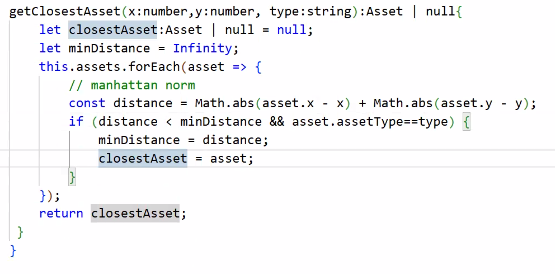 getClosestAsset(x:number,y:number, type:string):Asset | null{
let closestAsset:Asset | null = null;
let minDistance = Infinity;
this.assets.forEach(asset => {
// manhattan norm
const distance = Math.abs(asset.x - x) + Math.abs(asset.y - y);
if (distance < minDistance && asset.assetType==type) {
minDistance = distance;
closestAsset = asset;
}
});
return closestAsset;
}
}